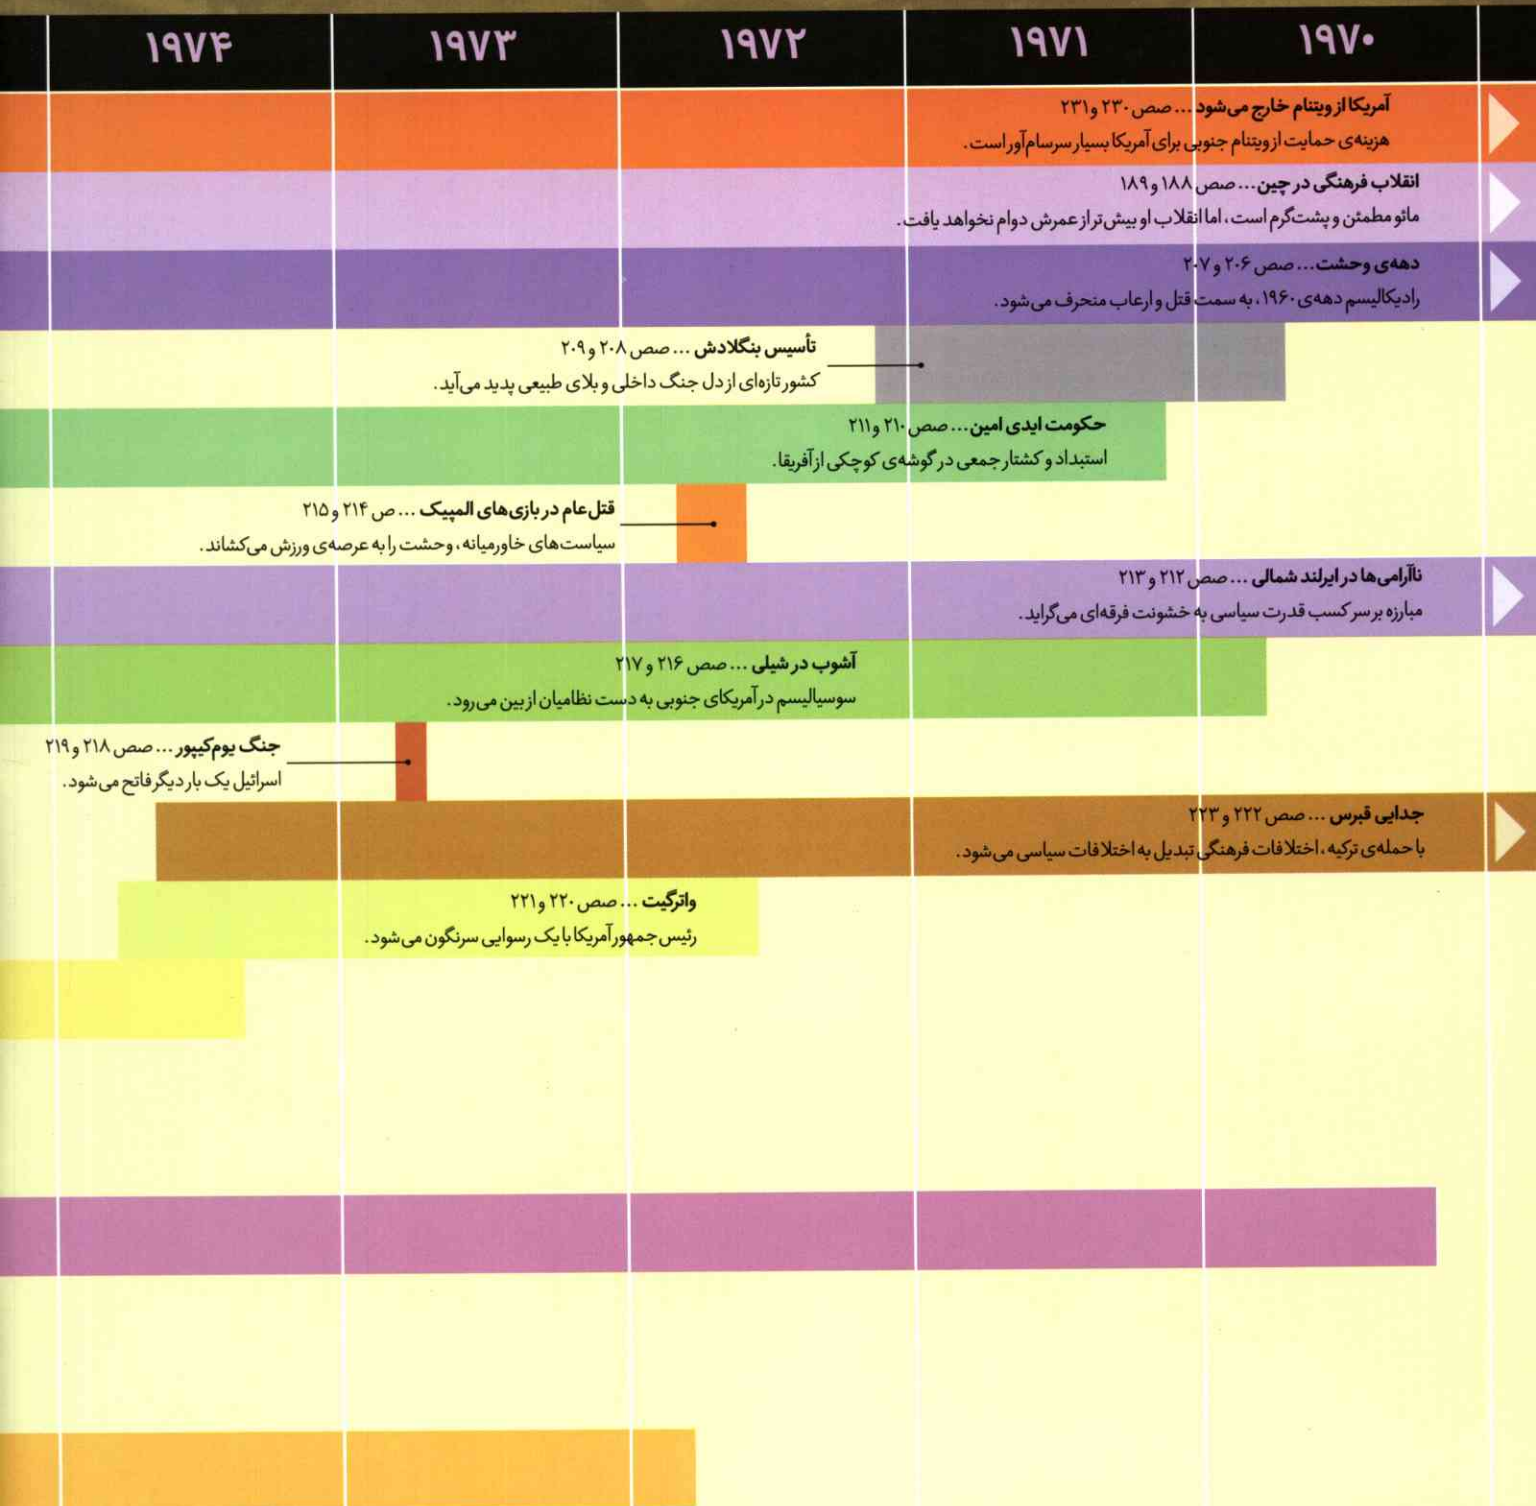 ۱۹۷۰ ۱۹۷۱ ۱۹۷۲ ۱۹۷۳ ۱۹۷۴
آمریکا از ویتنام خارج می‌شود... صص ۲۳۰ و ۲۳۱
هزینه‌ی حمایت از ویتنام جنوبی برای آمریکا بسیار سرسام‌آور است.
انقلاب فرهنگی در چین... صص ۱۸۸ و ۱۸۹
مائو مطمئن و پشت‌گرم است، اما انقلاب او بیش‌تر از عمرش دوام نخواهد یافت.
دهه‌ی وحشت... صص ۲۰۶ و ۲۰۷
رادیکالیسم دهه‌ی ۱۹۶۰، به سمت قتل و ارعاب منحرف می‌شود.
تأسیس بنگلادش ... صص ۲۰۸ و ۲۰۹
کشور تازه‌ای از دل جنگ داخلی و بلای طبیعی پدید می‌آید.
حکومت ایدی امین... صص ۲۱۰ و ۲۱۱
استبداد و کشتار جمعی در گوشه‌ی کوچکی از آفریقا.
قتل‌عام در بازی‌های المپیک ... ص ۲۱۴ و ۲۱۵
سیاست‌های خاورمیانه، وحشت را به عرصه‌ی ورزش می‌کشاند.
ناآرامی‌ها در ایرلند شمالی ... صص ۲۱۲ و ۲۱۳
مبارزه بر سر کسب قدرت سیاسی به خشونت فرقه‌ای می‌گراید.
آشوب در شیلی ... صص ۲۱۶ و ۲۱۷
سوسیالیسم در آمریکای جنوبی به دست نظامیان از بین می‌رود.
جنگ یوم‌کیپور ... صص ۲۱۸ و ۲۱۹
اسرائیل یک بار دیگر فاتح می‌شود.
جدایی قبرس ... صص ۲۲۲ و ۲۲۳
با حمله‌ی ترکیه، اختلافات فرهنگی تبدیل به اختلافات سیاسی می‌شود.
واترگیت ... صص ۲۲۰ و ۲۲۱
رئیس‌جمهور آمریکا با یک رسوایی سرنگون می‌شود.